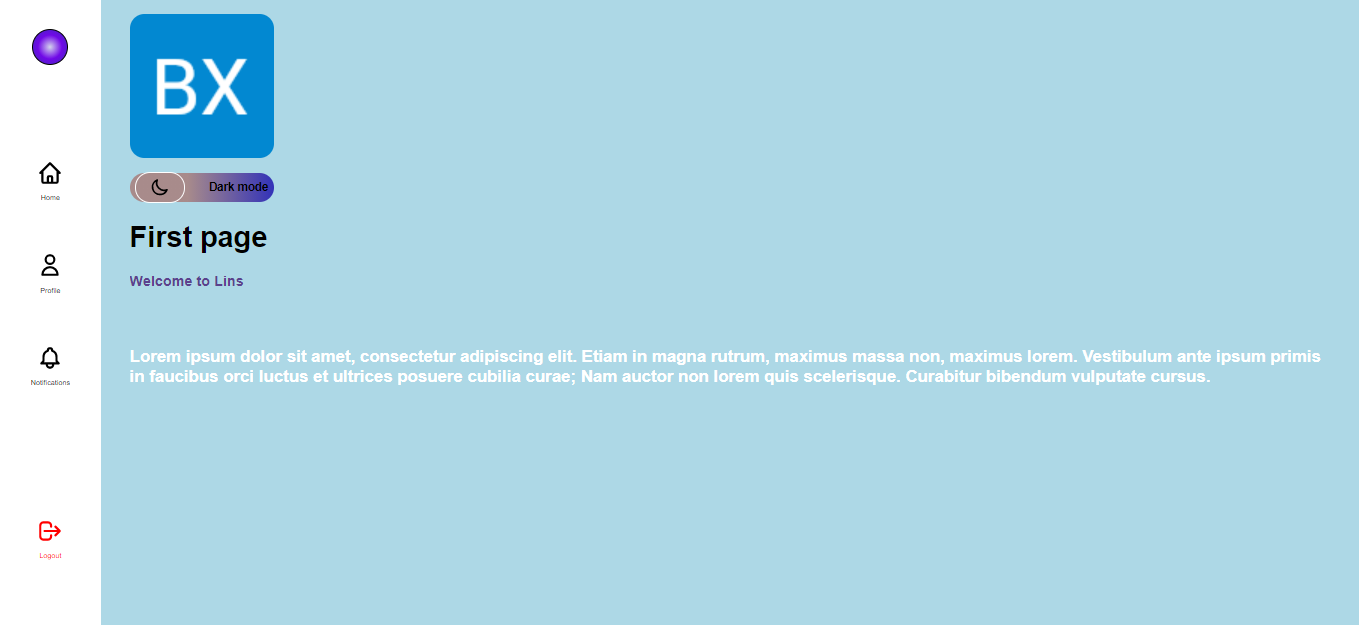 BX
Dark mode
First page
Welcome to Lins
Lorem ipsum dolor sit amet, consectetur adipiscing elit. Etiam in magna rutrum, maximus massa non, maximus lorem. Vestibulum ante ipsum primis
in faucibus orci luctus et ultrices posuere cubilia curae; Nam auctor non lorem quis scelerisque. Curabitur bibendum vulputate cursus.
Home
Profile
Notifications
Logout